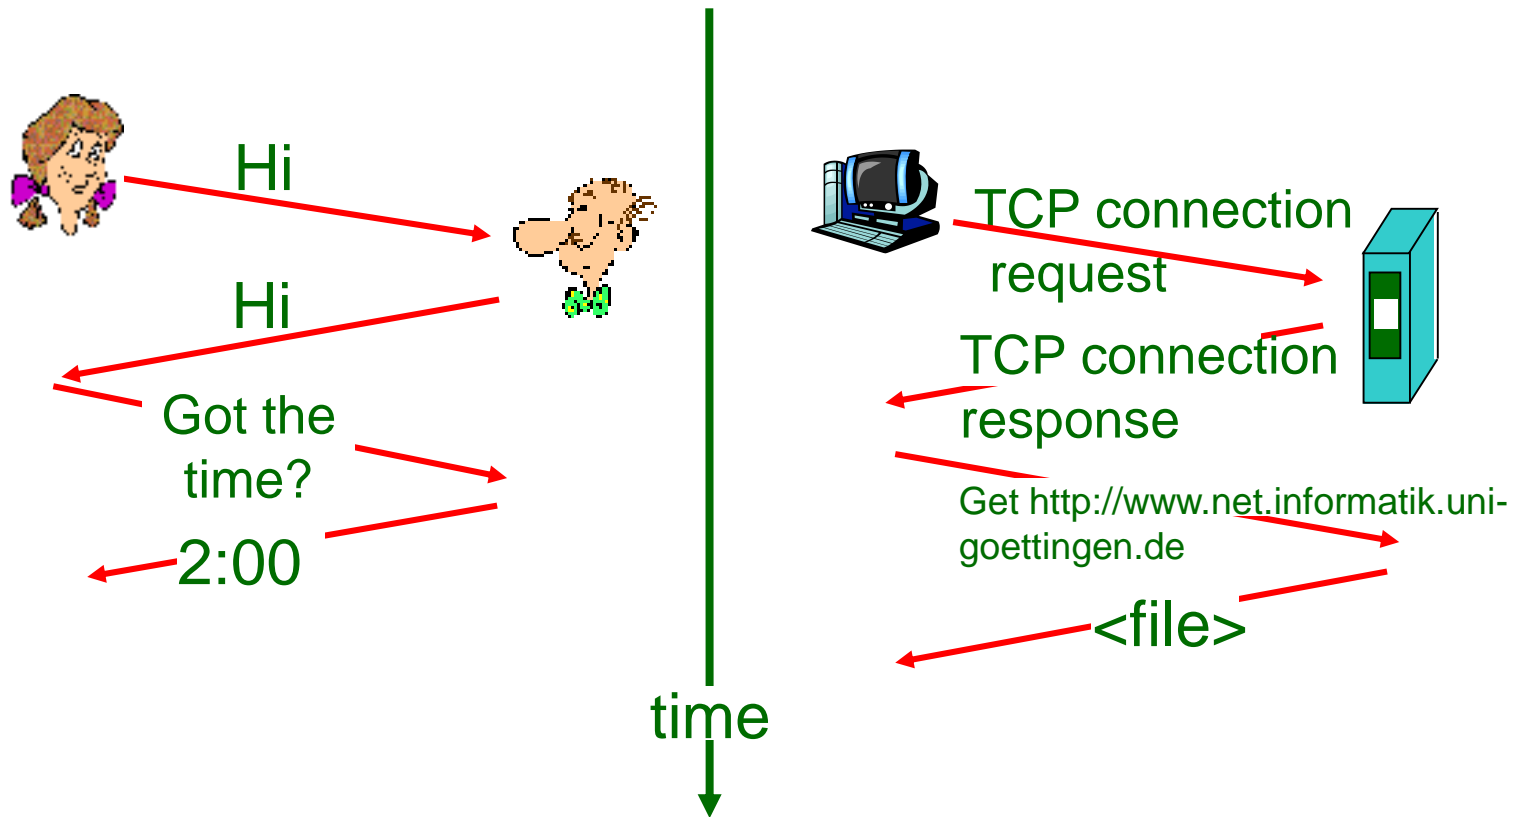 Hi
Hi
Got the
time?
2:00
TCP connection
request
TCP connection
response
Get http://www.net.informatik.uni-
goettingen.de
<file>
time